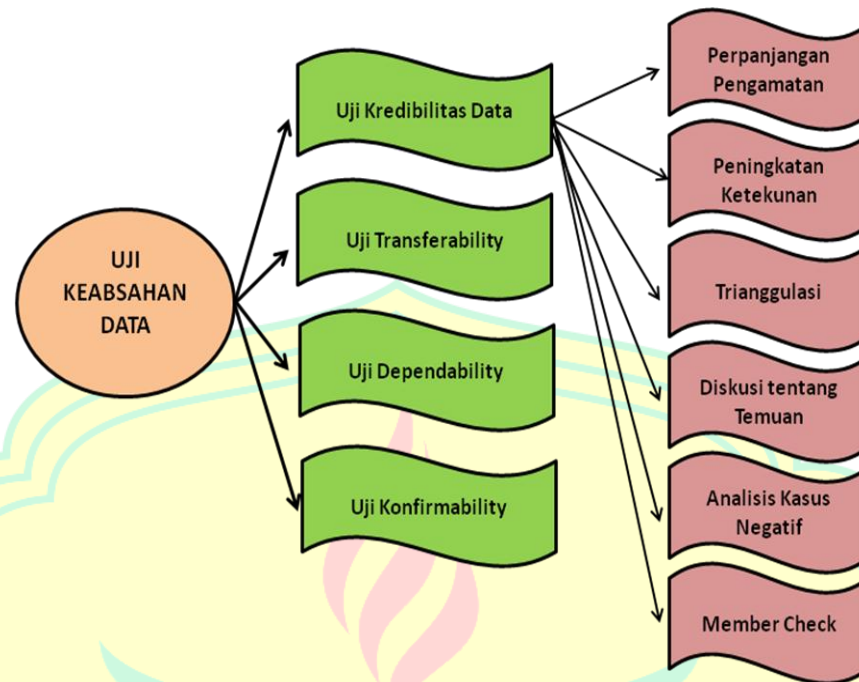 UJI
KEABSAHAN
DATA
Uji Kredibilitas Data
Uji Transferability
Uji Dependability
Uji Konfirmability
Perpanjangan
Pengamatan
Peningkatan
Ketekunan
Trianggulasi
Diskusi tentang
Temuan
Analisis Kasus
Negatif
Member Check